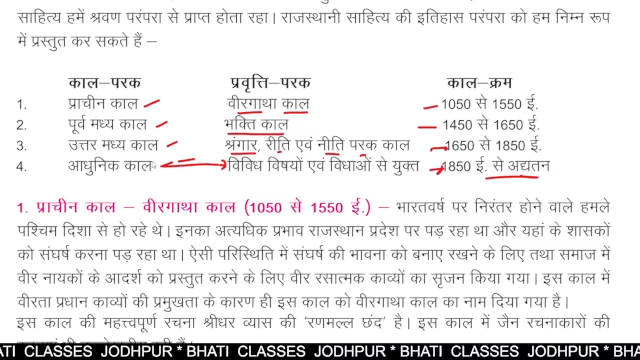 साहित्य हमें श्रवण परंपरा से प्राप्त होता रहा। राजस्थानी साहित्य की इतिहास परंपरा को हम निम्न रूप
में प्रस्तुत कर सकते हैं –
काल–परक प्रवृत्ति–परक काल–क्रम
1. प्राचीन काल वीरगाथा काल 1050 से 1550 ई.
2. पूर्व मध्य काल भक्ति काल 1450 से 1650 ई.
3. उत्तर मध्य काल श्रंगार, रीति एवं नीति परक काल 1650 से 1850 ई.
4. आधुनिक काल विविध विषयों एवं विधाओं से युक्त 1850 ई. से अद्यतन
1. प्राचीन काल – वीरगाथा काल (1050 से 1550 ई.) – भारतवर्ष पर निरंतर होने वाले हमले
पश्चिम दिशा से हो रहे थे। इनका अत्यधिक प्रभाव राजस्थान प्रदेश पर पड़ रहा था और यहां के शासकों
को संघर्ष करना पड़ रहा था। ऐसी परिस्थिति में संघर्ष की भावना को बनाए रखने के लिए तथा समाज में
वीर नायकों के आदर्श को प्रस्तुत करने के लिए वीर रसात्मक काव्यों का सृजन किया गया। इस काल में
वीरता प्रधान काव्यों की प्रमुखता के कारण ही इस काल को वीरगाथा काल का नाम दिया गया है।
इस काल की महत्त्वपूर्ण रचना श्रीधर व्यास की 'रणमल्ल छंद' है। इस काल में जैन रचनाकारों की
ATI CLASSES JODHPUR * BHATI CLASSES JODHPUR * BHATI CLASSES JODHPUR * BHATI CL